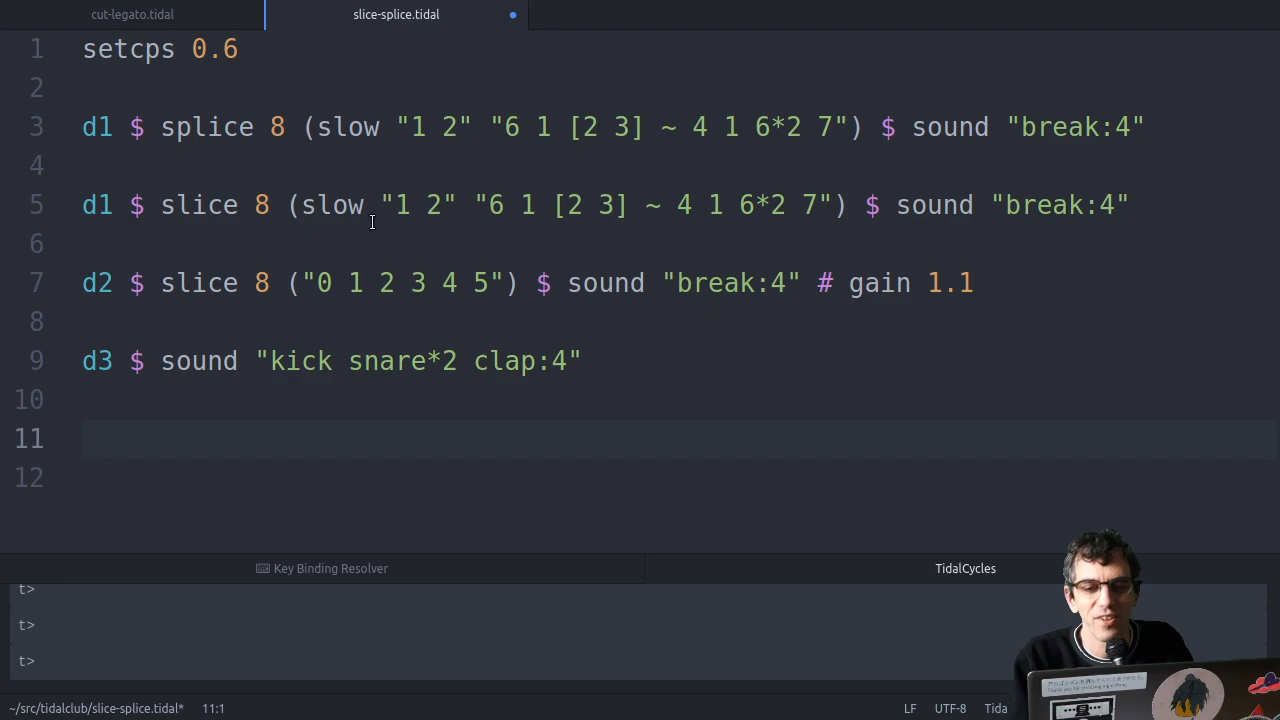 cut-legato.tidal
slice-splice.tidal
1 setcps 0.6
2
3 d1 $ splice 8 (slow "1 2" "6 1 [2 3] ~ 4 1 6*2 7") $ sound "break:4"
4
5 d1 $ slice 8 (slow "1 2" "6 1 [2 3] ~ 4 1 6*2 7") $ sound "break:4"
6
7 d2 $ slice 8 ("0 1 2 3 4 5") $ sound "break:4" # gain 1.1
8
9 d3 $ sound "kick snare*2 clap:4"
10
11
12
Key Binding Resolver
TidalCycles
t>
t>
t>
~/src/tidalclub/slice-splice.tidal* 11:1
LF UTF-8 Tida